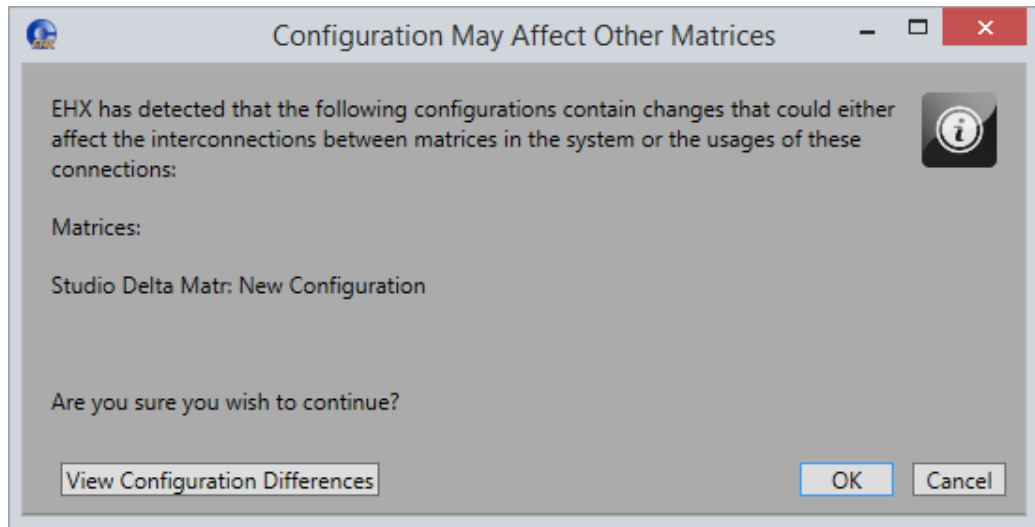 Configuration May Affect Other Matrices
EHX has detected that the following configurations contain changes that could either
affect the interconnections between matrices in the system or the usages of these
connections:
Matrices:
Studio Delta Matr: New Configuration
Are you sure you wish to continue?
View Configuration Differences
OK
Cancel